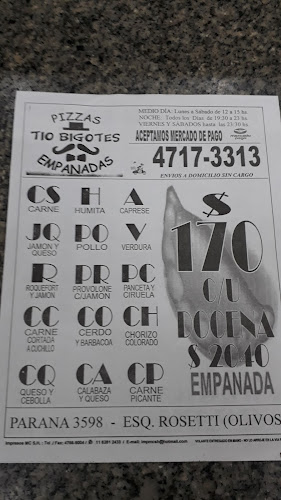 PIZZAS
TIO BIGOTES
EMPANADAS
MEDIO DÍA: Lunes a Sábado de 12 a 15 hs
NOCHE: Todos los Dias de 19:30 a 23 hs
VIERNES Y SABADOS hasta las 23:30 hs
ACEPTAMOS MERCADO DE PAGO
4717-3313
ENVIOS A DOMICILIO SIN CARGO
CS H A
CARNE HUMITA CAPRESE
JQ PO V
JAMON Y QUESO POLLO VERDURA
R PR PC
ROQUEFORT Y JAMON PROVOLONE C/JAMON PANCETA Y CIRUELA
CC CO CH
CARNE CORTADA A CUCHILLO CERDO Y BARBACOA CHORIZO COLORADO
CQ CA CP
QUESO Y CEBOLLA CALABAZA Y QUESO CARNE PICANTE
$
170
C/U
DOCENA
$ 2040
EMPANADA
PARANA 3598 - ESQ. ROSETTI (OLIVOS